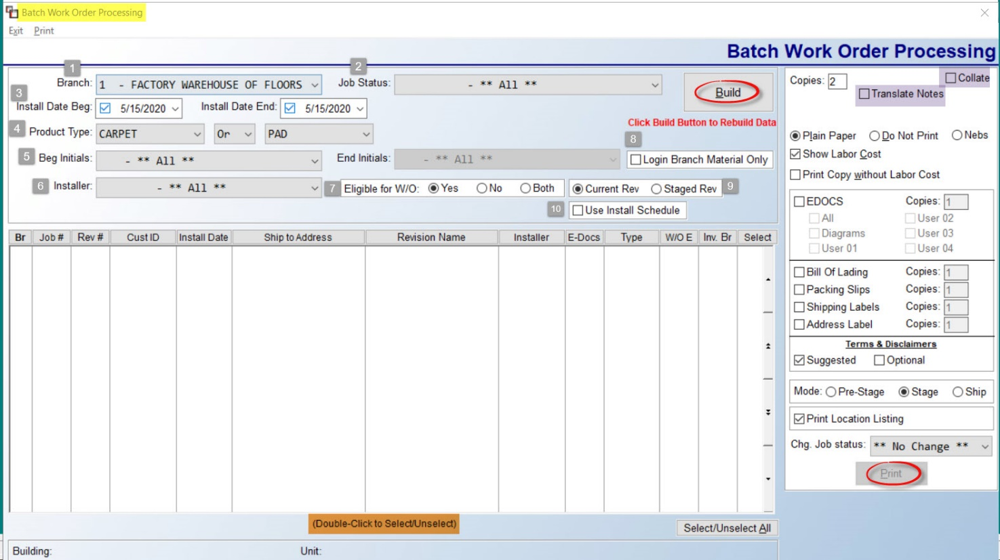 Batch Work Order Processing
Exit Print
Batch Work Order Processing
1
Branch: 1 - FACTORY WAREHOUSE OF FLOORS
2
Job Status: - ** All **
Build
3
Install Date Beg: 5/15/2020 Install Date End: 5/15/2020
Click Build Button to Rebuild Data
4 Product Type: CARPET Or PAD
8
5 Beg Initials: - ** All ** End Initials: - ** All ** Login Branch Material Only
6 Installer: - ** All ** 7 Eligible for W/O: Yes No Both Current Rev Staged Rev 9
10 Use Install Schedule
Br Job # Rev # Cust ID Install Date Ship to Address Revision Name Installer E-Docs Type W/O E Inv. Br Select
(Double-Click to Select/Unselect)
Select/Unselect All
Building: Unit:
Copies: 2 Collate
Translate Notes
Plain Paper Do Not Print Nebs
Show Labor Cost
Print Copy without Labor Cost
EDOCS Copies: 1
All User 02
Diagrams User 03
User 01 User 04
Bill Of Lading Copies: 1
Packing Slips Copies: 1
Shipping Labels Copies: 1
Address Label Copies: 1
Terms & Disclaimers
Suggested Optional
Mode: Pre-Stage Stage Ship
Print Location Listing
Chg. Job status: ** No Change **
Print